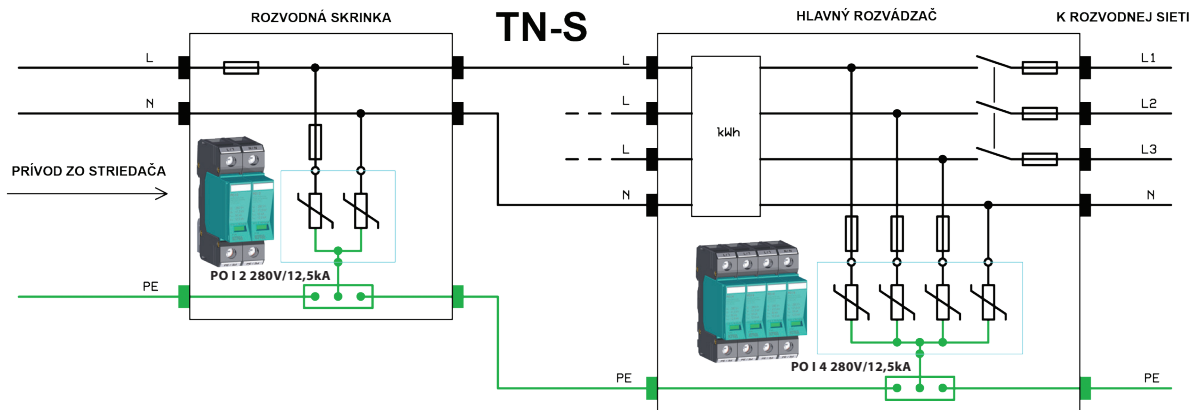 ROZVODNÁ SKRINKA
TN-S
HLAVNÝ ROZVÁDZAČ
K ROZVODNEJ SIETI
L
L
L1
N
L
L2
kWh
L
L3
PRÍVOD ZO STRIEDAČA
N
N
PO I 2 280V/12,5kA
PE
PO I 4 280V/12,5kA
PE
PE